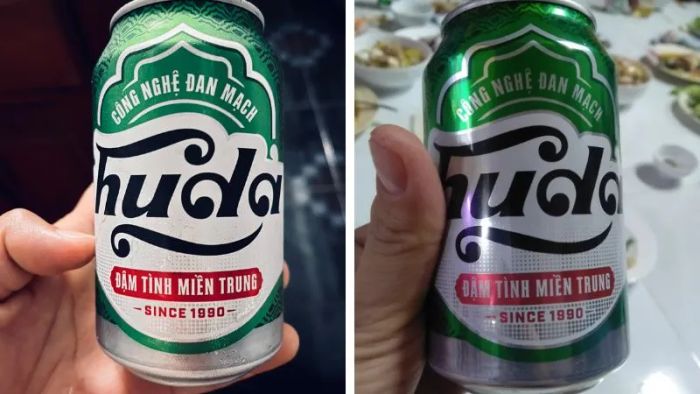 CÔNG NGHỆ ĐAN MẠCH
huda
ĐẬM TÌNH MIỀN TRUNG
SINCE 1990
CÔNG NGHỆ ĐAN MẠCH
huda
ĐẬM TÌNH MIỀN TRUNG
SINCE 1990